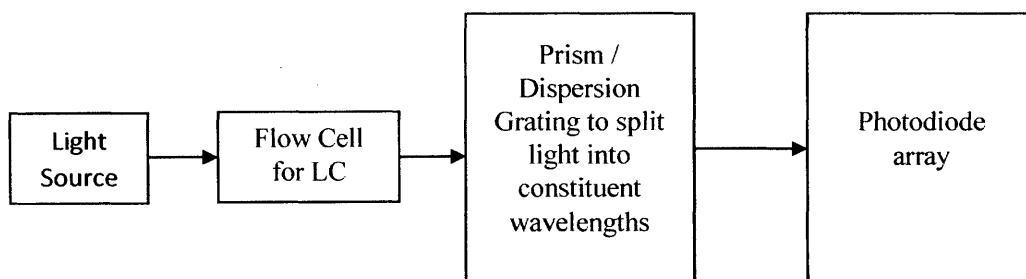 Light
Source
Flow Cell
for LC
Prism /
Dispersion
Grating to split
light into
constituent
wavelengths
Photodiode
array